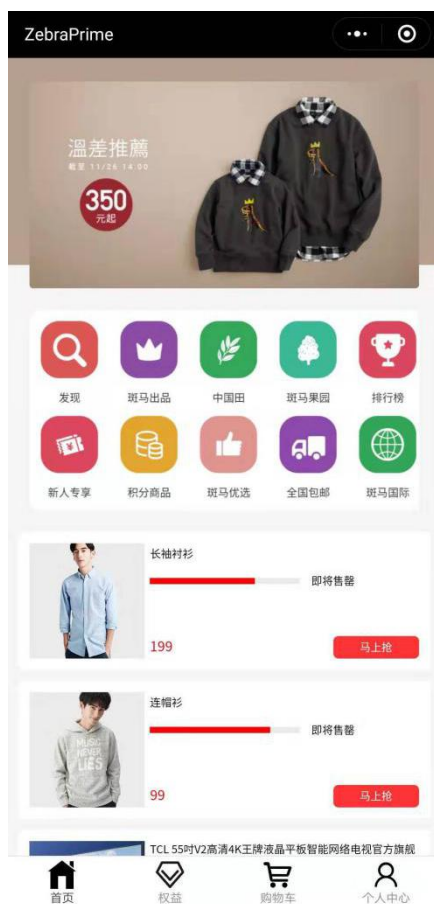 ZebraPrime
溫差推薦
截至 11/26 14:00
350
元起
发现
斑马出品
中国田
斑马果园
排行榜
新人专享
积分商品
斑马优选
全国包邮
斑马国际
长袖衬衫
即将售罄
199
马上抢
连帽衫
MUSIC
NEVER
LIES
即将售罄
99
马上抢
TCL 55吋V2高清4K王牌液晶平板智能网络电视官方旗舰
首页
权益
购物车
个人中心